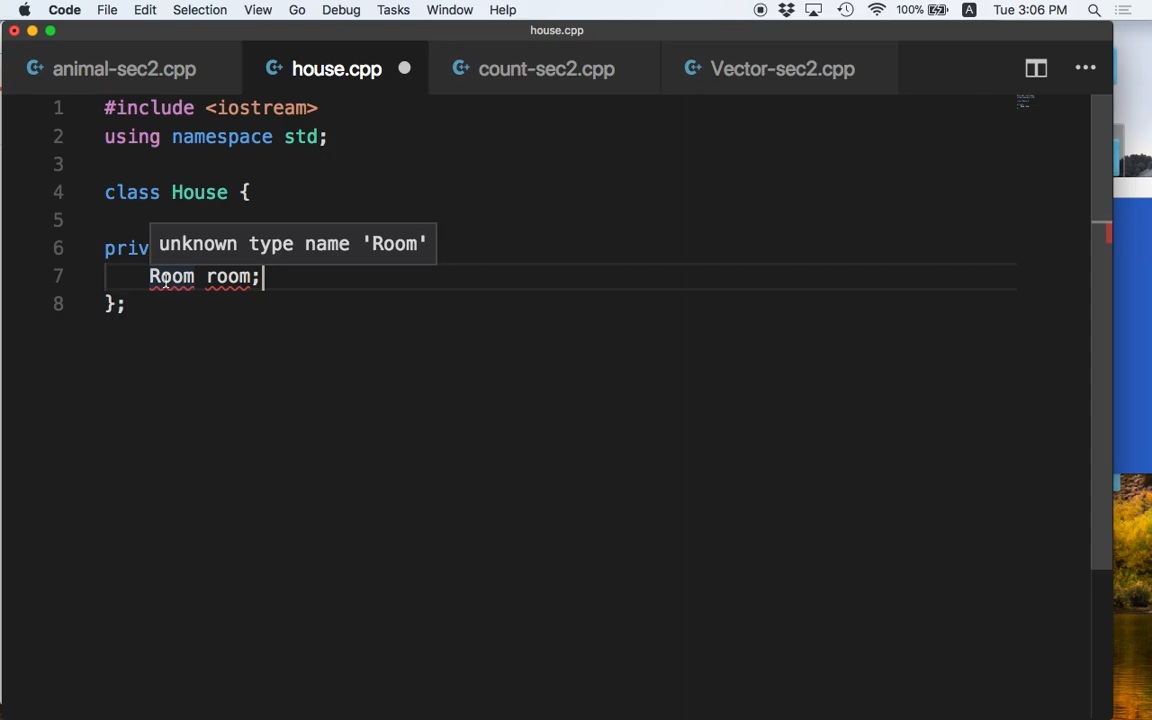 Code File Edit Selection View Go Debug Tasks Window Help 100% A Tue 3:06 PM
house.cpp
animal-sec2.cpp house.cpp count-sec2.cpp Vector-sec2.cpp
1 #include <iostream>
2 using namespace std;
3
4 class House {
5
unknown type name 'Room'
6 priv
7 Room room;
8 };